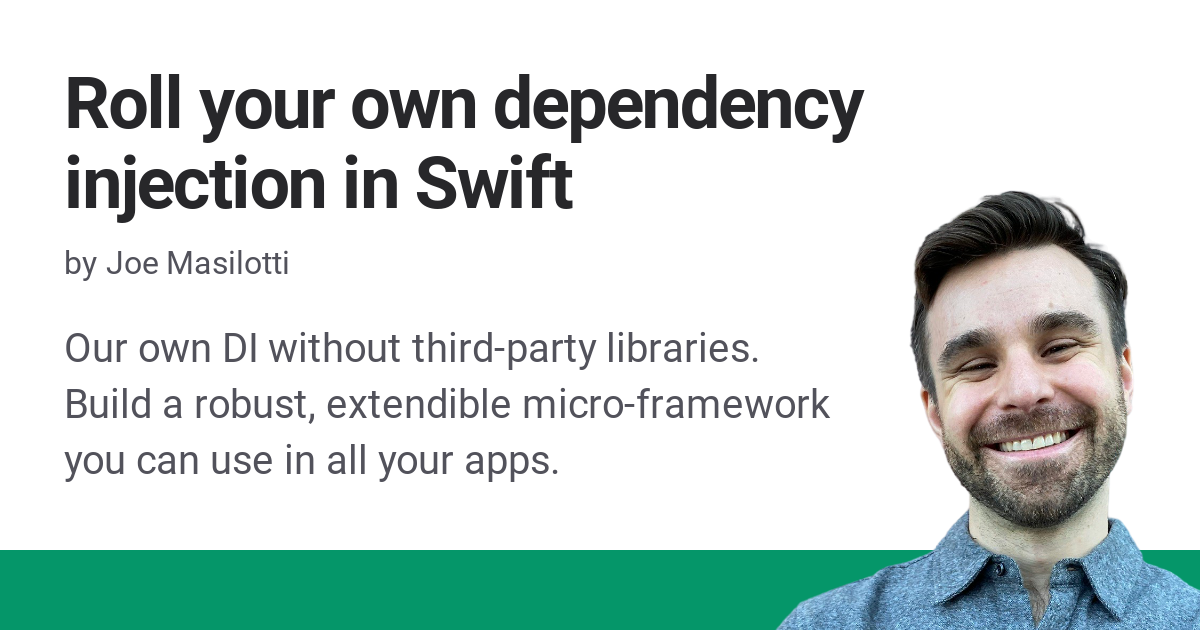 Roll your own dependency
injection in Swift
by Joe Masilotti
Our own DI without third-party libraries.
Build a robust, extendible micro-framework
you can use in all your apps.